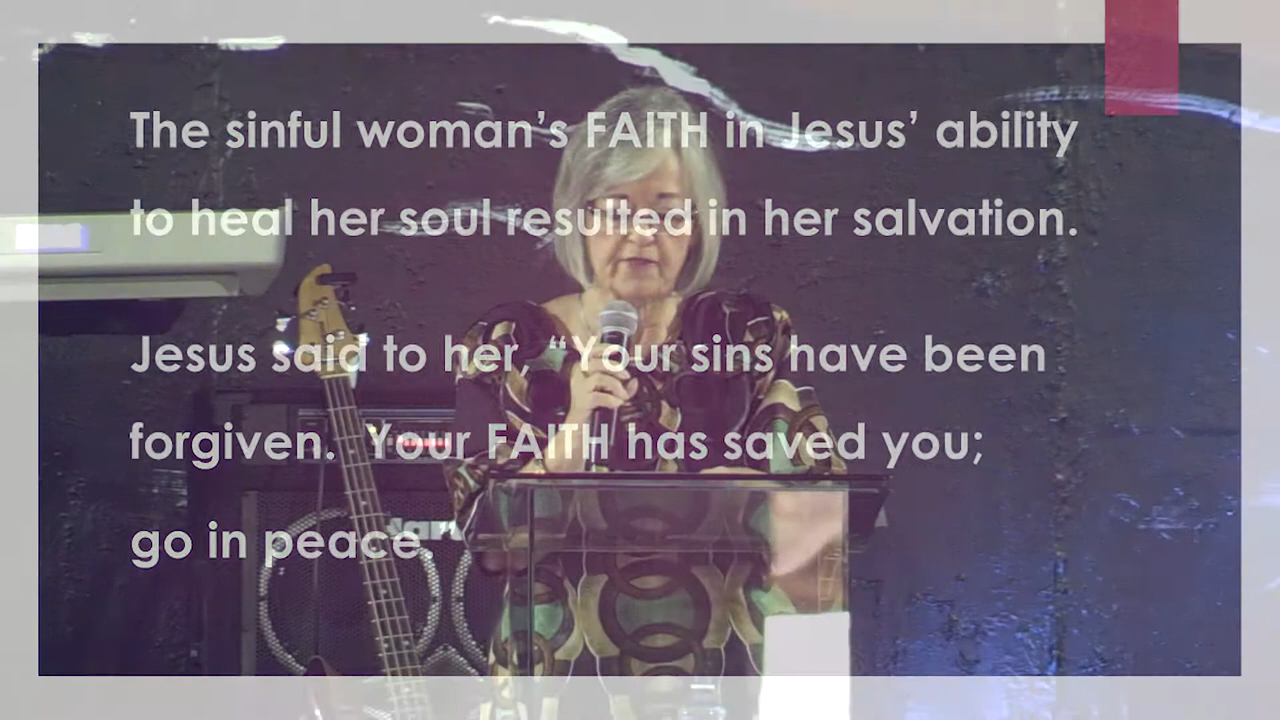 The sinful woman’s FAITH in Jesus’ ability
to heal her soul resulted in her salvation.
Jesus said to her, “Your sins have been
forgiven. Your FAITH has saved you;
go in peace.